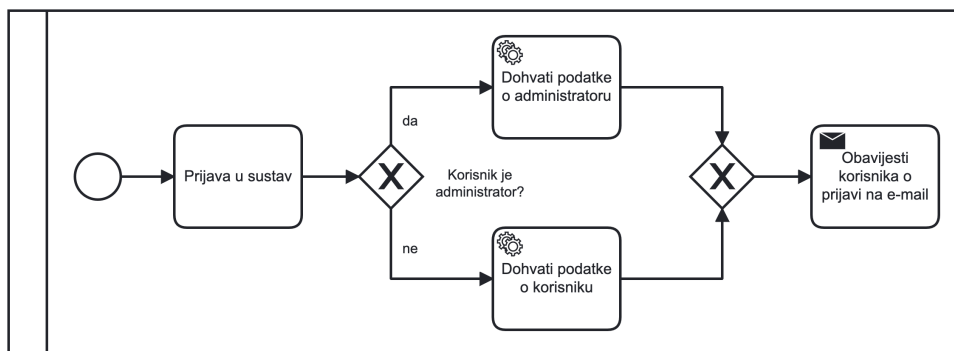 Prijava u sustav
da
Korisnik je
administrator?
ne
Dohvati podatke
o administratoru
Dohvati podatke
o korisniku
Obavijesti
korisnika o
prijavi na e-mail